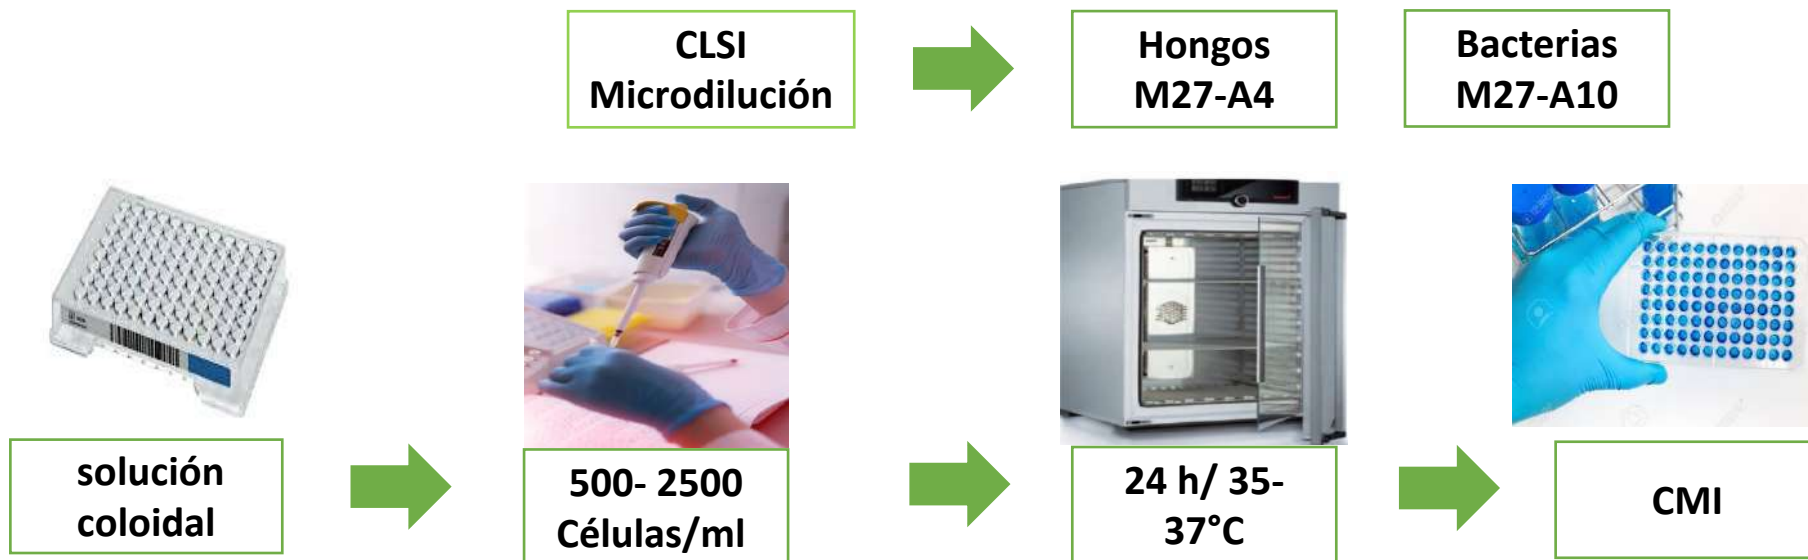 CLSI
Microdilución
Hongos
M27-A4
Bacterias
M27-A10
solución
coloidal
500- 2500
Células/ml
24 h/ 35-
37°C
CMI